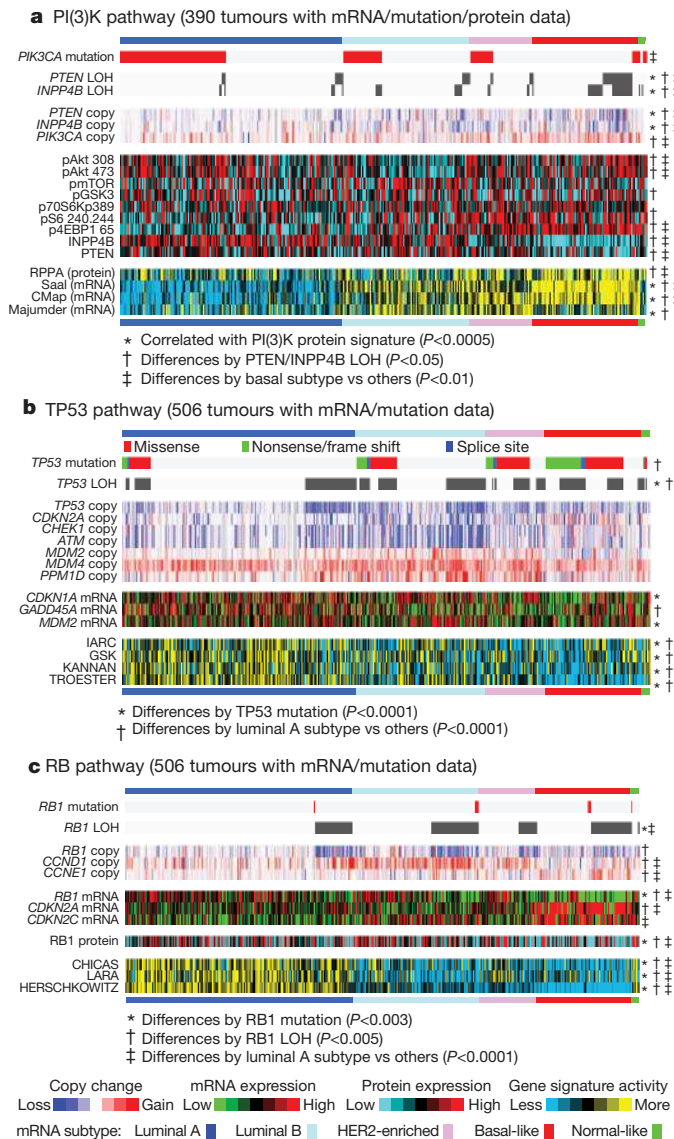 a PI(3)K pathway (390 tumours with mRNA/mutation/protein data)
PIK3CA mutation ‡
PTEN LOH * † ‡
INPP4B LOH * † ‡
PTEN copy * † ‡
INPP4B copy * † ‡
PIK3CA copy † ‡
pAkt 308 † ‡
pAkt 473 † ‡
pmTOR
pGSK3 †
p70S6Kp389
pS6 240.244 †
p4EBP1 65 † ‡
INPP4B † ‡
PTEN † ‡
RPPA (protein) † ‡
Saal (mRNA) * † ‡
CMap (mRNA) * † ‡
Majumder (mRNA) * †
* Correlated with PI(3)K protein signature (P<0.0005)
† Differences by PTEN/INPP4B LOH (P<0.05)
‡ Differences by basal subtype vs others (P<0.01)
b TP53 pathway (506 tumours with mRNA/mutation data)
Missense Nonsense/frame shift Splice site
TP53 mutation †
TP53 LOH * †
TP53 copy
CDKN2A copy
CHEK1 copy
ATM copy
MDM2 copy
MDM4 copy
PPM1D copy
CDKN1A mRNA *
GADD45A mRNA †
MDM2 mRNA *
IARC * †
GSK * ‡
KANNAN * †
TROESTER * †
* Differences by TP53 mutation (P<0.0001)
† Differences by luminal A subtype vs others (P<0.0001)
c RB pathway (506 tumours with mRNA/mutation data)
RB1 mutation
RB1 LOH *‡
RB1 copy †
CCND1 copy † ‡
CCNE1 copy † ‡
RB1 mRNA * † ‡
CDKN2A mRNA † ‡
CDKN2C mRNA ‡
RB1 protein * † ‡
CHICAS * † ‡
LARA * † ‡
HERSCHKOWITZ * † ‡
* Differences by RB1 mutation (P<0.003)
† Differences by RB1 LOH (P<0.005)
‡ Differences by luminal A subtype vs others (P<0.0001)
Copy change mRNA expression Protein expression Gene signature activity
Loss Gain Low High Low High Less More
mRNA subtype: Luminal A Luminal B HER2-enriched Basal-like Normal-like